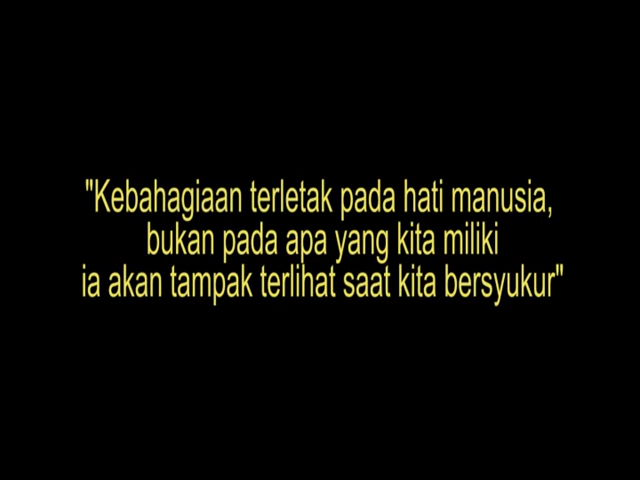 "Kebahagiaan terletak pada hati manusia,
bukan pada apa yang kita miliki
ia akan tampak terlihat saat kita bersyukur"